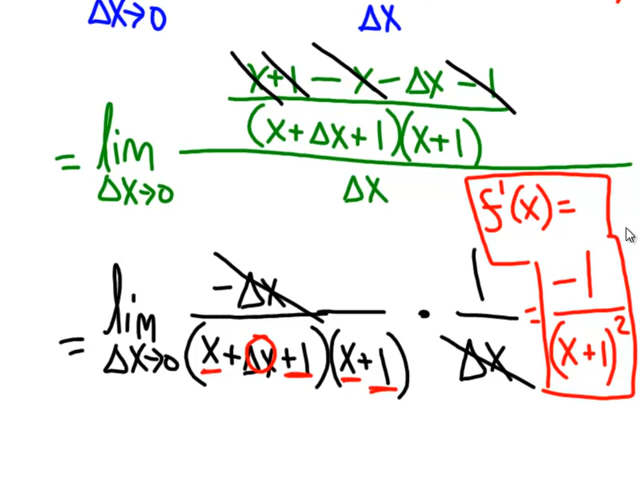 Δx→0 Δx
x+1 - x - Δx - 1
= lim (x+Δx+1)(x+1)
Δx→0 Δx
f'(x) =
-Δx 1 -1
= lim · =
Δx→0 (x+Δx+1)(x+1) Δx (x+1)²